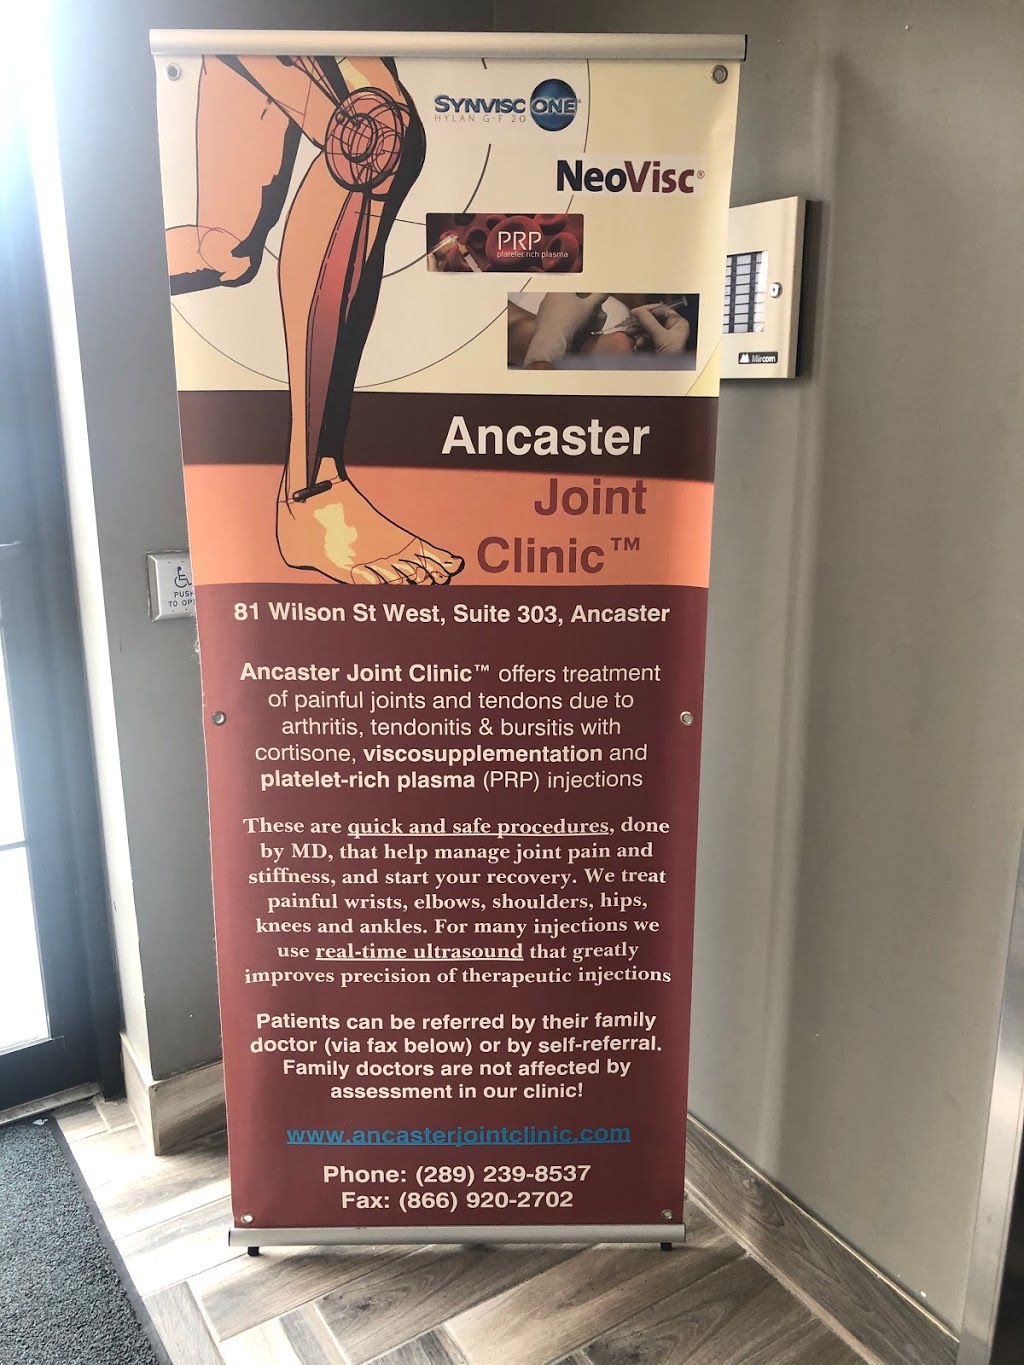 SYNVISC ONE®
HYLAN G-F 20
NeoVisc®
PRP
platelet rich plasma
Mircom
Ancaster
Joint
Clinic™
PUSH
81 Wilson St West, Suite 303, Ancaster
Ancaster Joint Clinic™ offers treatment
of painful joints and tendons due to
arthritis, tendonitis & bursitis with
cortisone, viscosupplementation and
platelet-rich plasma (PRP) injections
These are quick and safe procedures, done
by MD, that help manage joint pain and
stiffness, and start your recovery. We treat
painful wrists, elbows, shoulders, hips,
knees and ankles. For many injections we
use real-time ultrasound that greatly
improves precision of therapeutic injections
Patients can be referred by their family
doctor (via fax below) or by self-referral.
Family doctors are not affected by
assessment in our clinic!
www.ancasterjointclinic.com
Phone: (289) 239-8537
Fax: (866) 920-2702